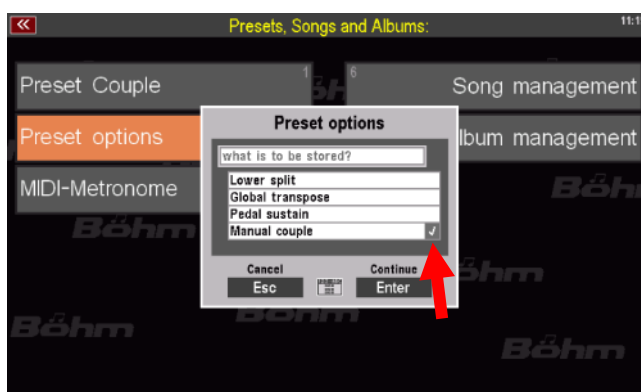 Presets, Songs and Albums:
11:1
Preset Couple
1
6
Song management
Preset options
lbum management
MIDI-Metronome
Preset options
what is to be stored?
Lower split
Global transpose
Pedal sustain
Manual couple
Cancel
Continue
Esc
Enter
Böhm
Böhm
Böhm
Böhm